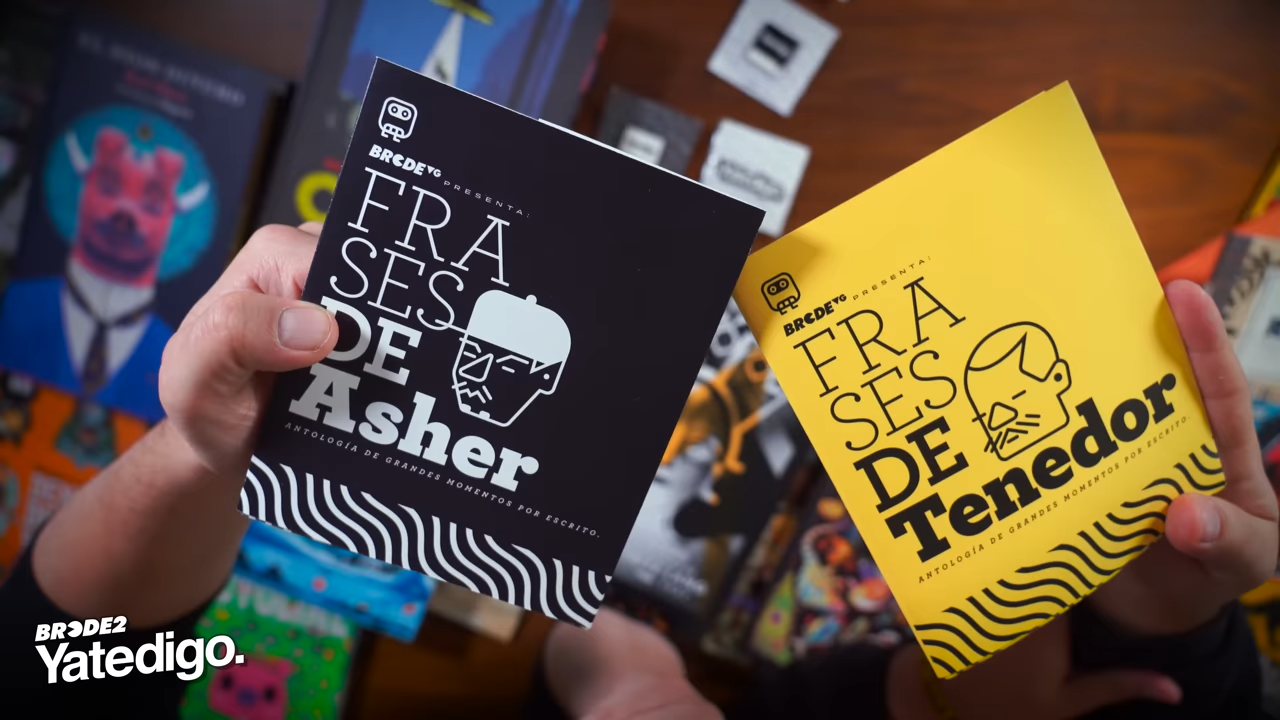 BRODEVG
PRESENTA:
FRA
SES
DE
Asher
ANTOLOGÍA DE GRANDES MOMENTOS POR ESCRITO.
BRODEVG
PRESENTA:
FRA
SES
DE
Tenedor
ANTOLOGÍA DE GRANDES MOMENTOS POR ESCRITO.
BRODE2
Yatedigo.